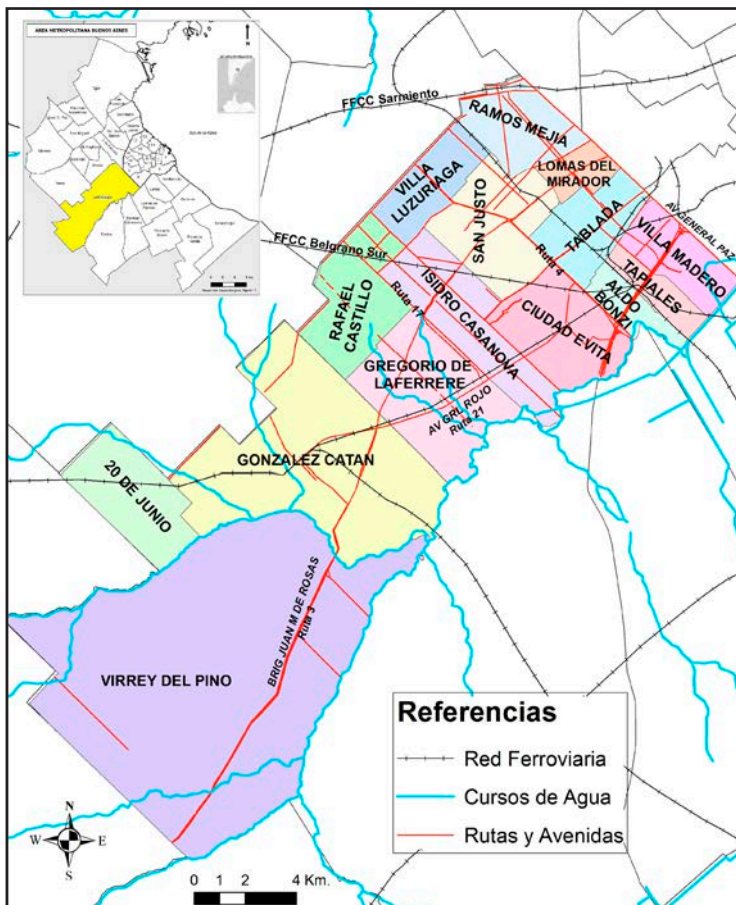 AREA METROPOLITANA BUENOS AIRES
N
FFCC Sarmiento
RAMOS MEJIA
LOMAS DEL
MIRADOR
VILLA
LUZURIAGA
SAN JUSTO
TABLADA
AV GENERAL PAZ
VILLA MADERO
TAPIALES
ALDO
BONZI
Ruta 4
FFCC Belgrano Sur
CIUDAD EVITA
ISIDRO CASANOVA
Ruta 17
RAFAEL
CASTILLO
GREGORIO DE
LAFERRERE
AV GRL ROJO
Ruta 21
GONZALEZ CATAN
20 DE JUNIO
BRIG JUAN M DE ROSAS
Ruta 3
VIRREY DEL PINO
Referencias
Red Ferroviaria
Cursos de Agua
Rutas y Avenidas
N
W
E
S
0 1 2 4 Km.